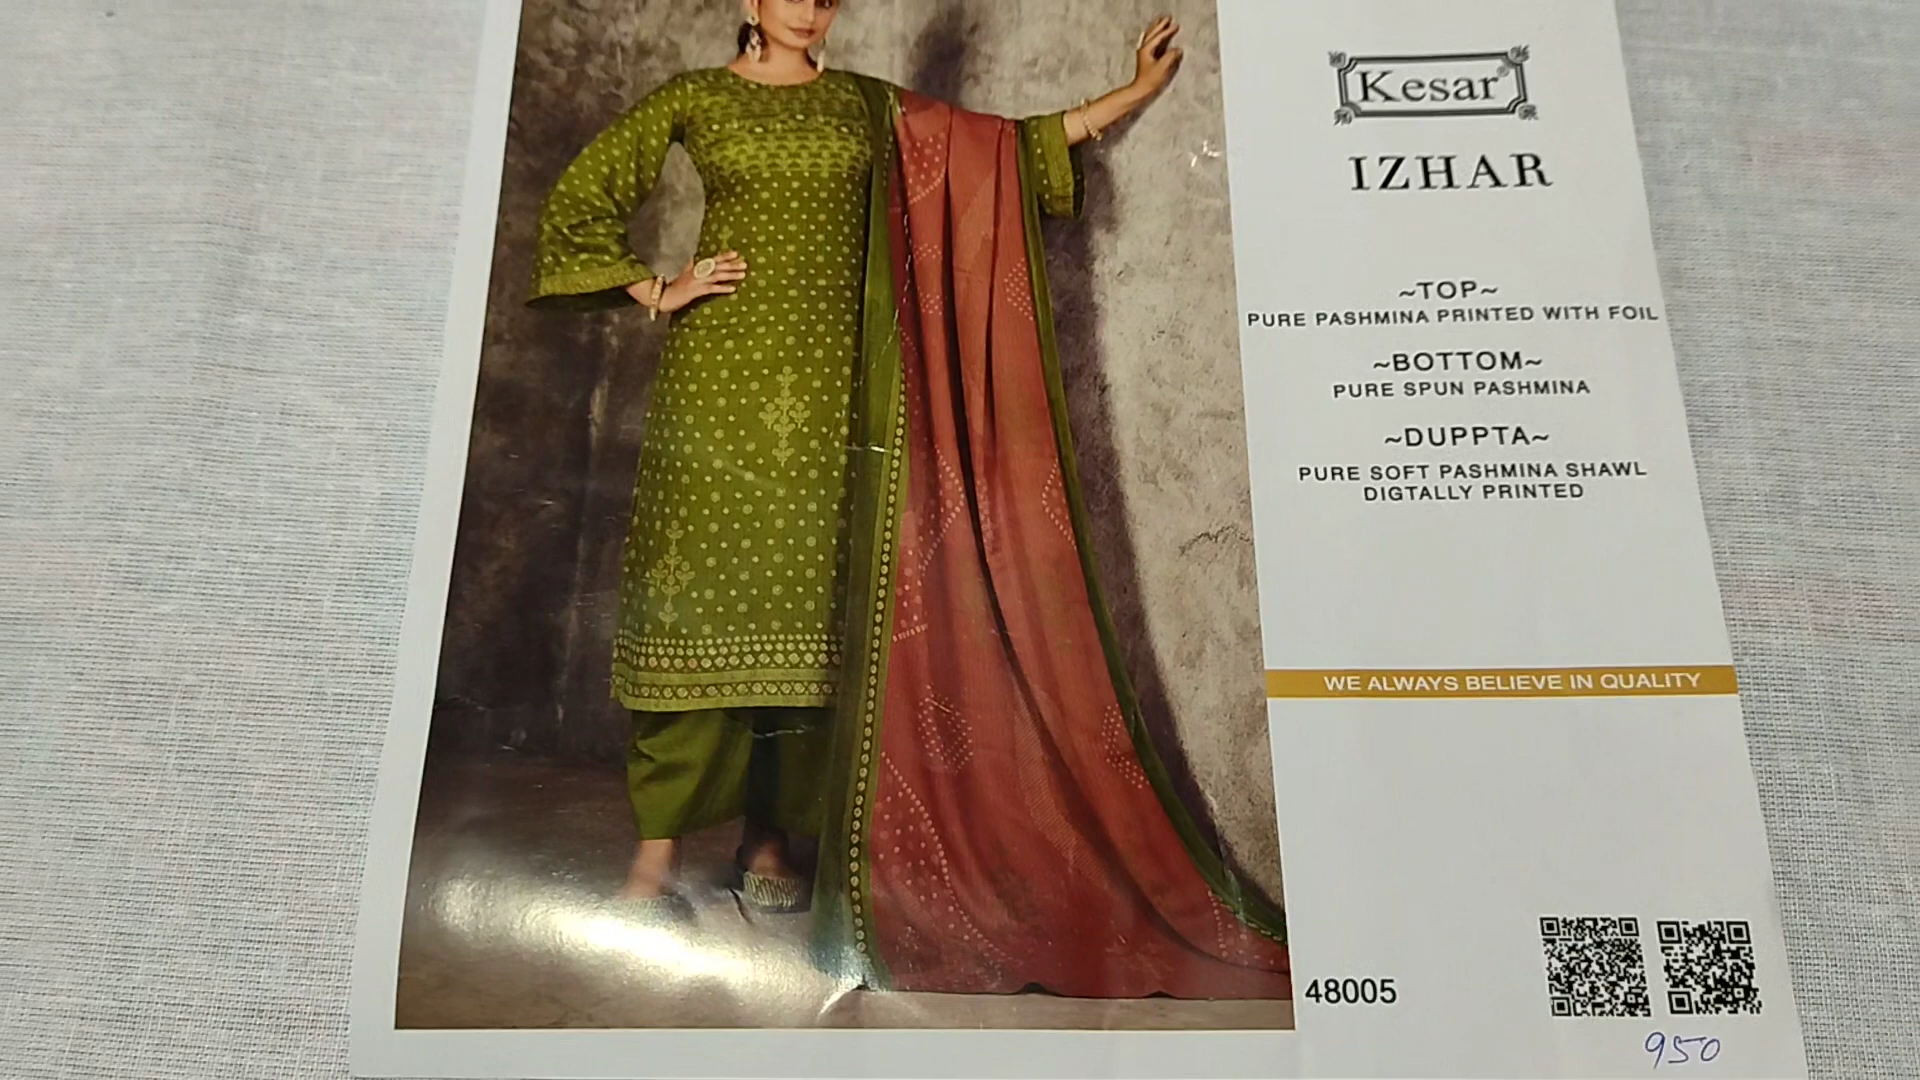 Kesar®
IZHAR
~TOP~
PURE PASHMINA PRINTED WITH FOIL
~BOTTOM~
PURE SPUN PASHMINA
~DUPPTA~
PURE SOFT PASHMINA SHAWL
DIGTALLY PRINTED
WE ALWAYS BELIEVE IN QUALITY
48005
950